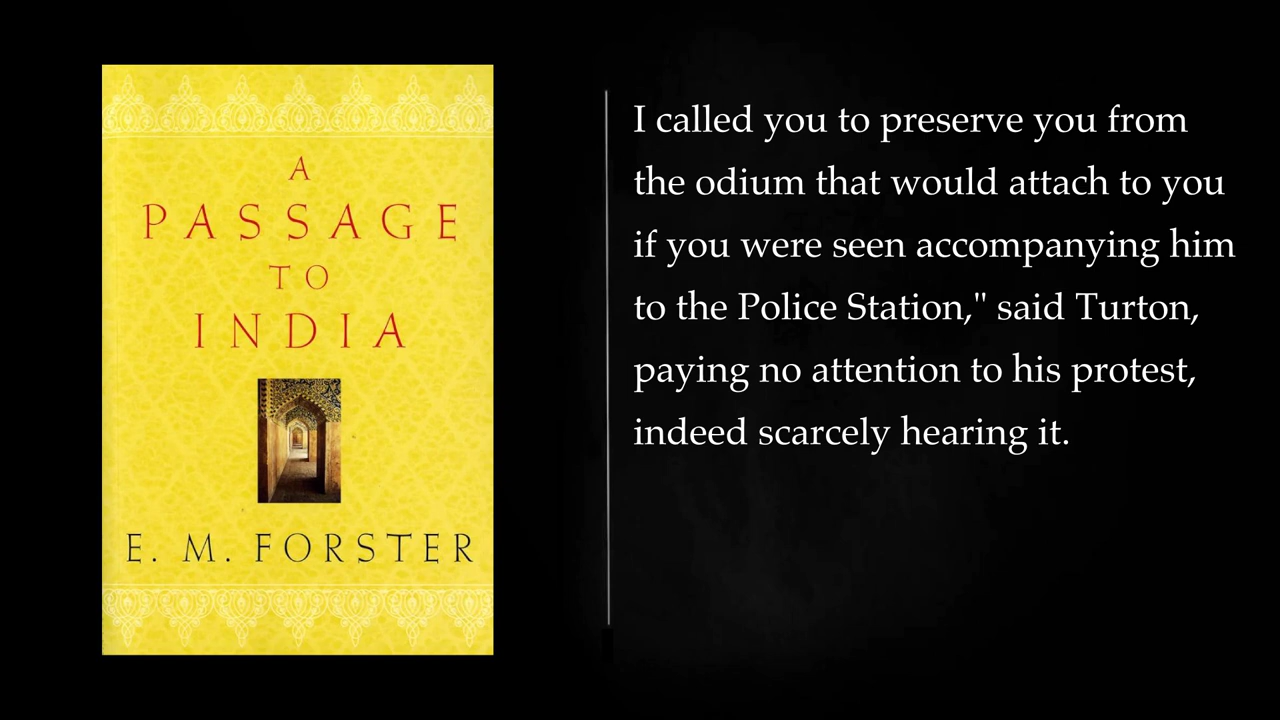 A
PASSAGE
TO
INDIA
E. M. FORSTER
I called you to preserve you from
the odium that would attach to you
if you were seen accompanying him
to the Police Station," said Turton,
paying no attention to his protest,
indeed scarcely hearing it.